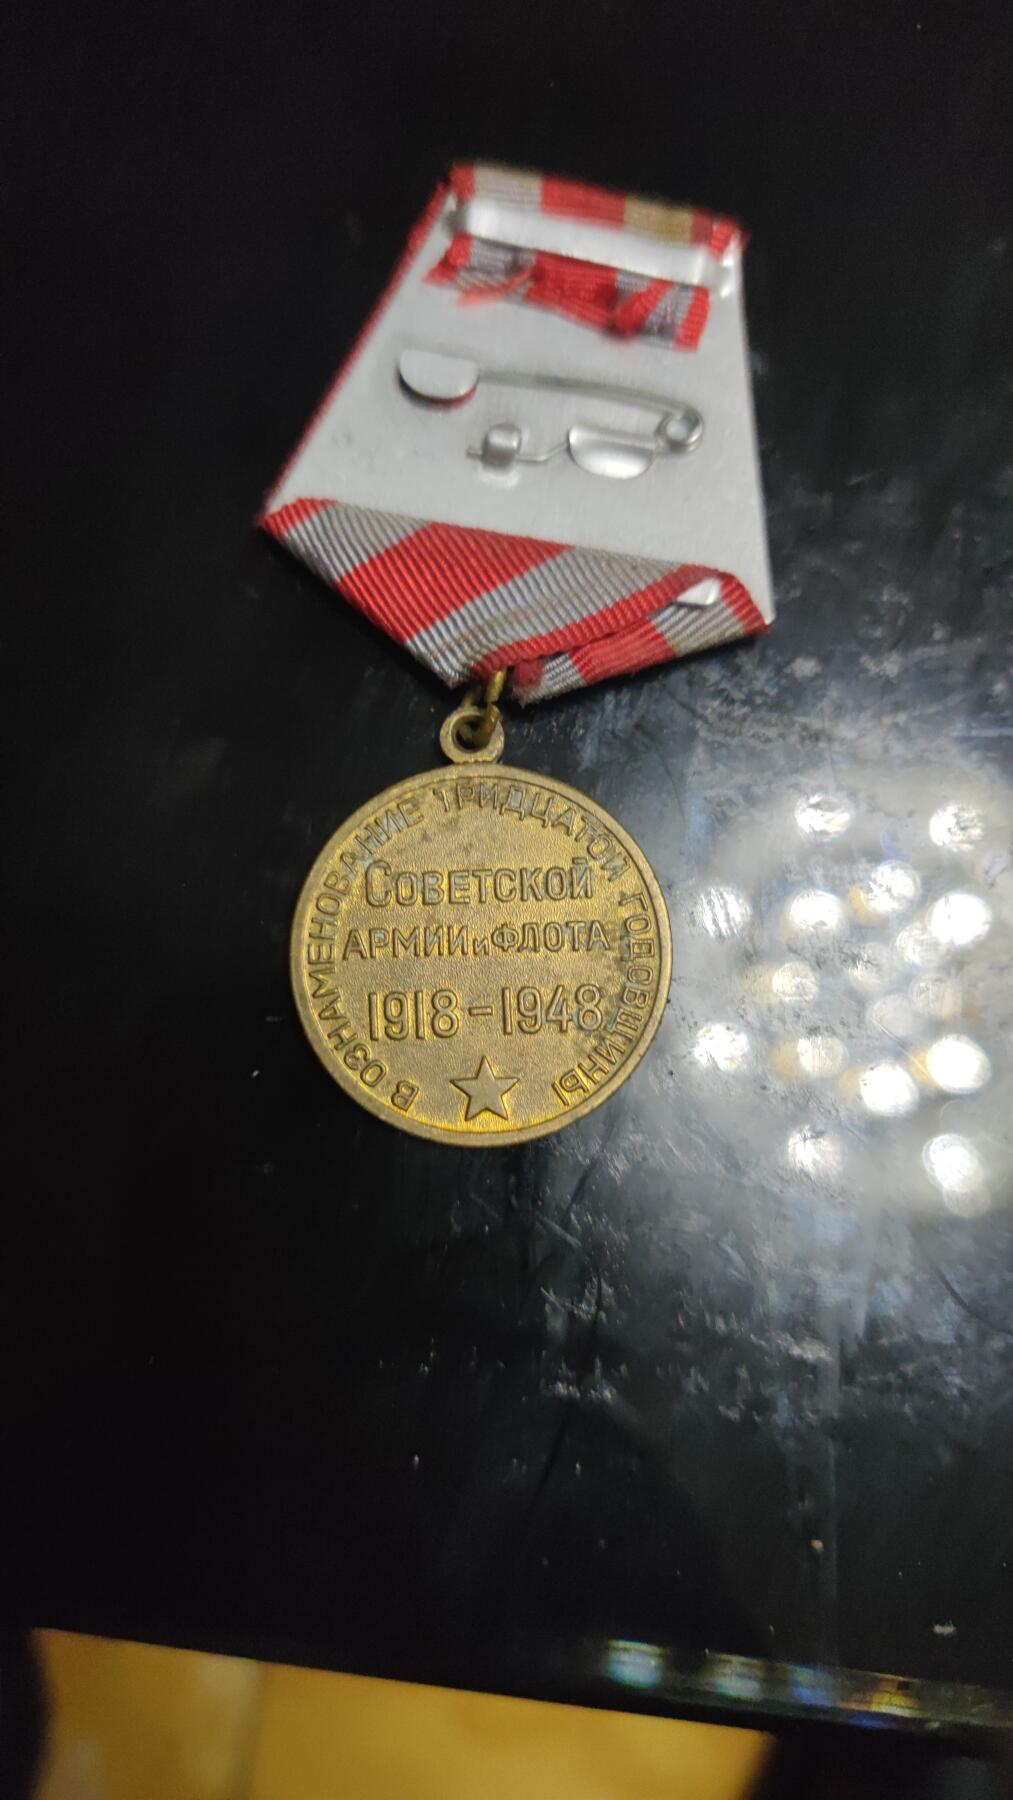 В ОЗНАМЕНОВАНИЕ ТРИДЦАТОЙ ГОДОВЩИНЫ
СОВЕТСКОЙ
АРМИИ и ФЛОТА
1918-1948